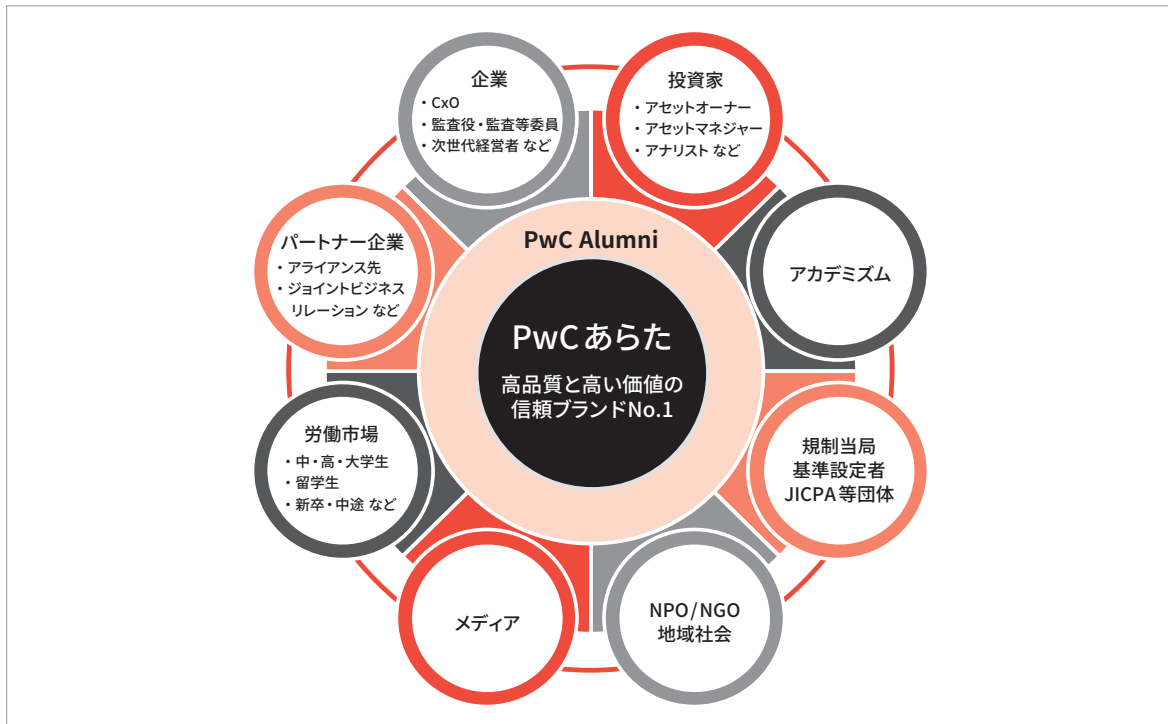 企業
・CxO
・監査役・監査等委員
・次世代経営者 など
投資家
・アセットオーナー
・アセットマネジャー
・アナリスト など
パートナー企業
・アライアンス先
・ジョイントビジネス
リレーション など
アカデミズム
PwC Alumni
PwCあらた
高品質と高い価値の
信頼ブランドNo.1
労働市場
・中・高・大学生
・留学生
・新卒・中途 など
規制当局
基準設定者
JICPA等団体
メディア
NPO/NGO
地域社会